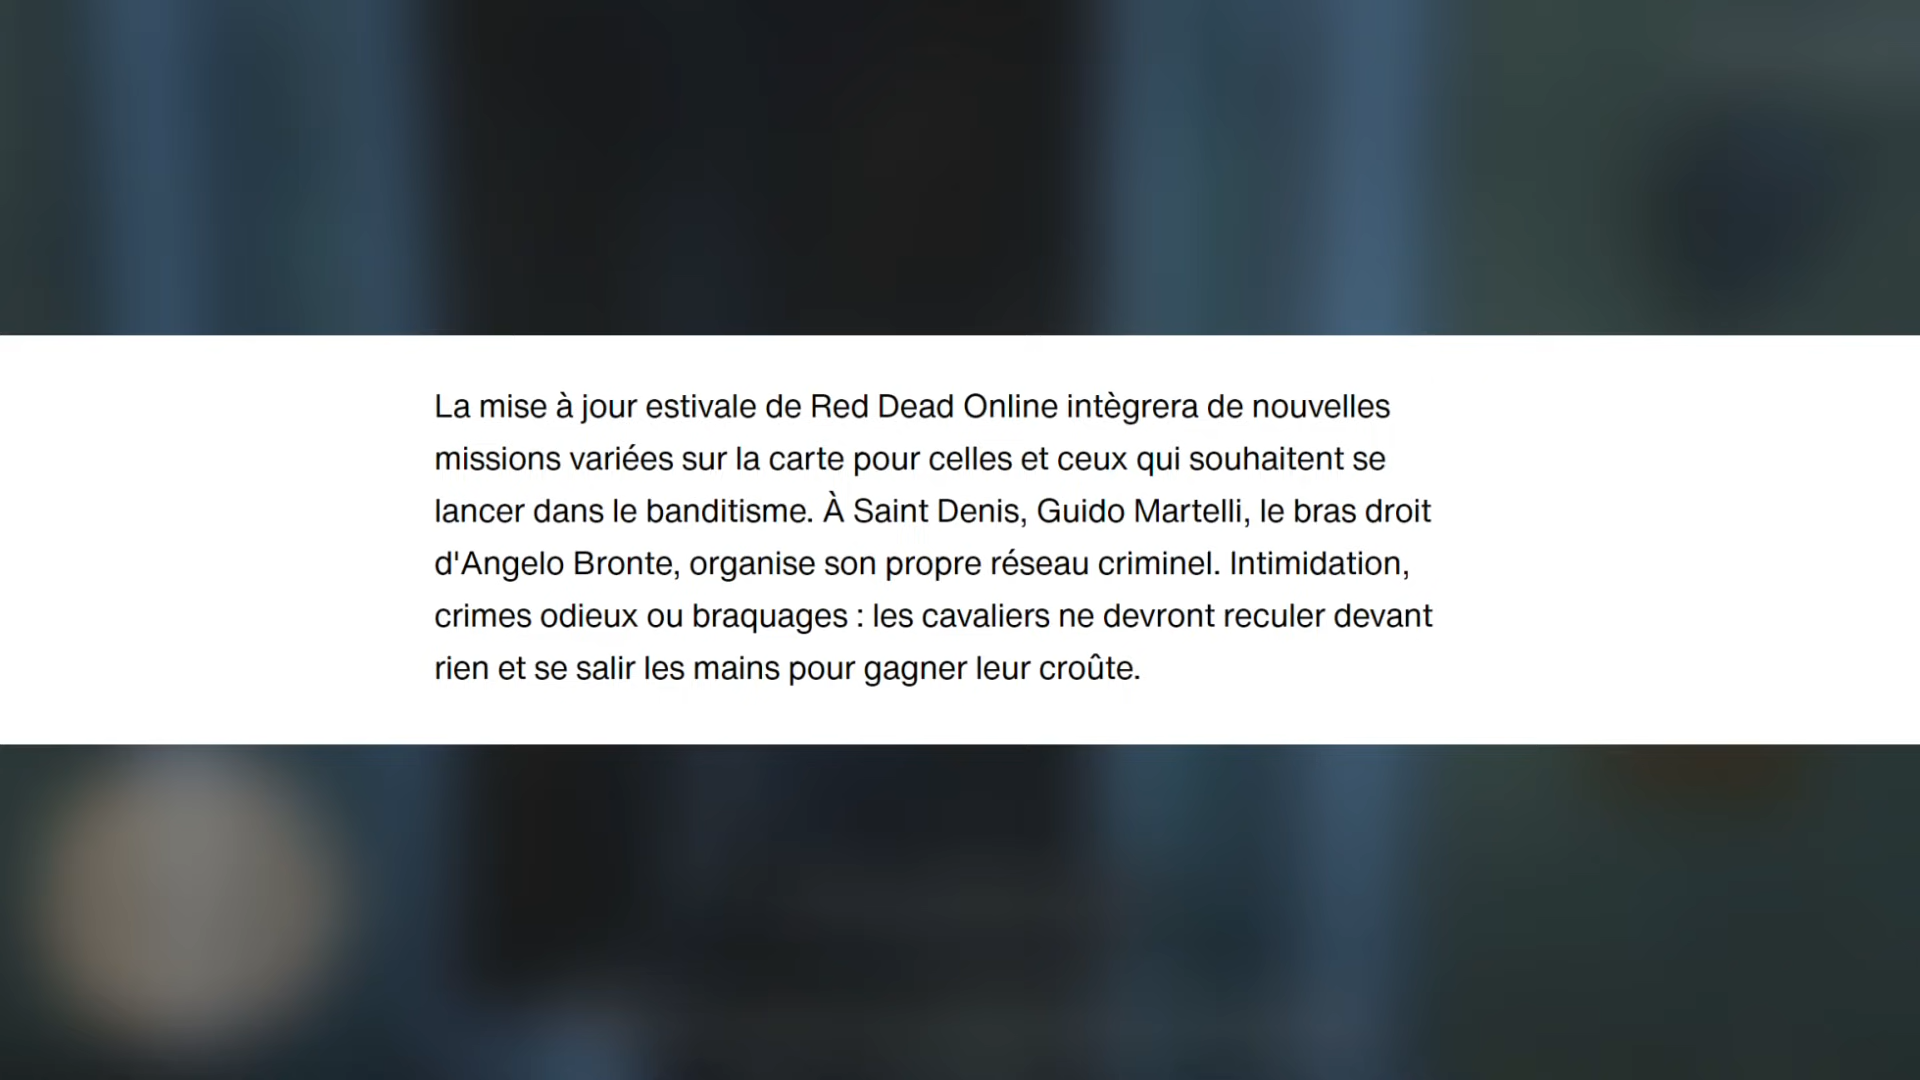 La mise à jour estivale de Red Dead Online intègrera de nouvelles
missions variées sur la carte pour celles et ceux qui souhaitent se
lancer dans le banditisme. À Saint Denis, Guido Martelli, le bras droit
d'Angelo Bronte, organise son propre réseau criminel. Intimidation,
crimes odieux ou braquages : les cavaliers ne devront reculer devant
rien et se salir les mains pour gagner leur croûte.